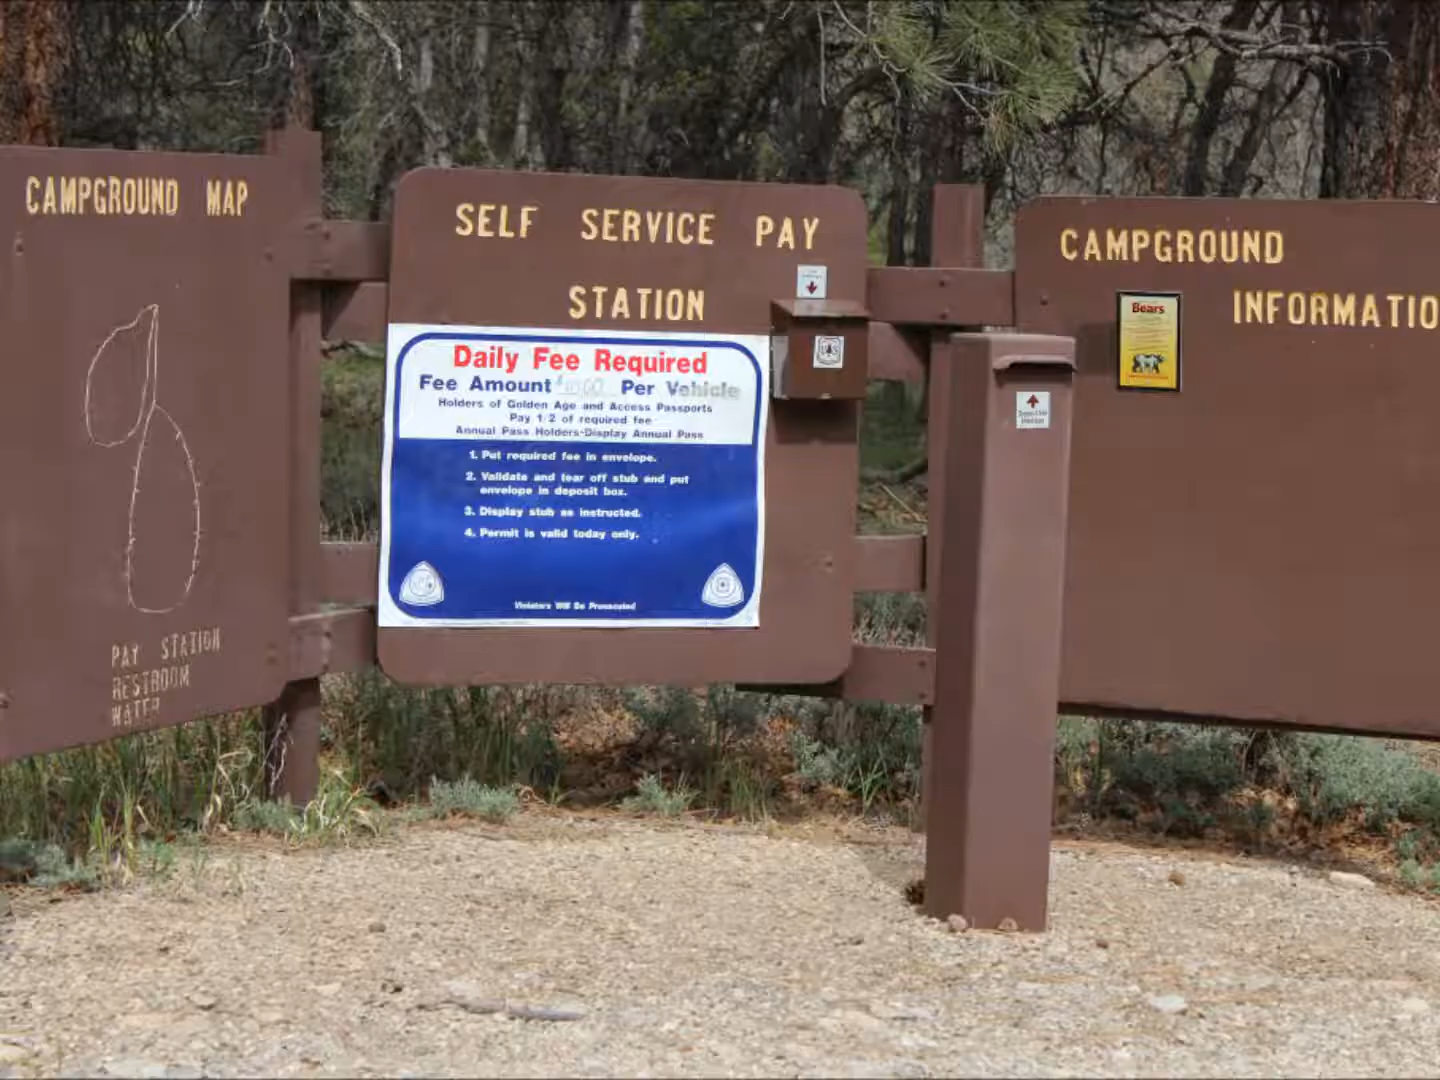 CAMPGROUND MAP
PAY STATION
RESTROOM
WATER
SELF SERVICE PAY
STATION
Daily Fee Required
Fee Amount Per Vehicle
Holders of Golden Age and Access Passports
Pay 1/2 of required fee
Annual Pass Holders-Display Annual Pass
1. Put required fee in envelope.
2. Validate and tear off stub and put
envelope in deposit box.
3. Display stub as instructed.
4. Permit is valid today only.
Violators Will Be Prosecuted
US
CAMPGROUND
INFORMATIO
Bears